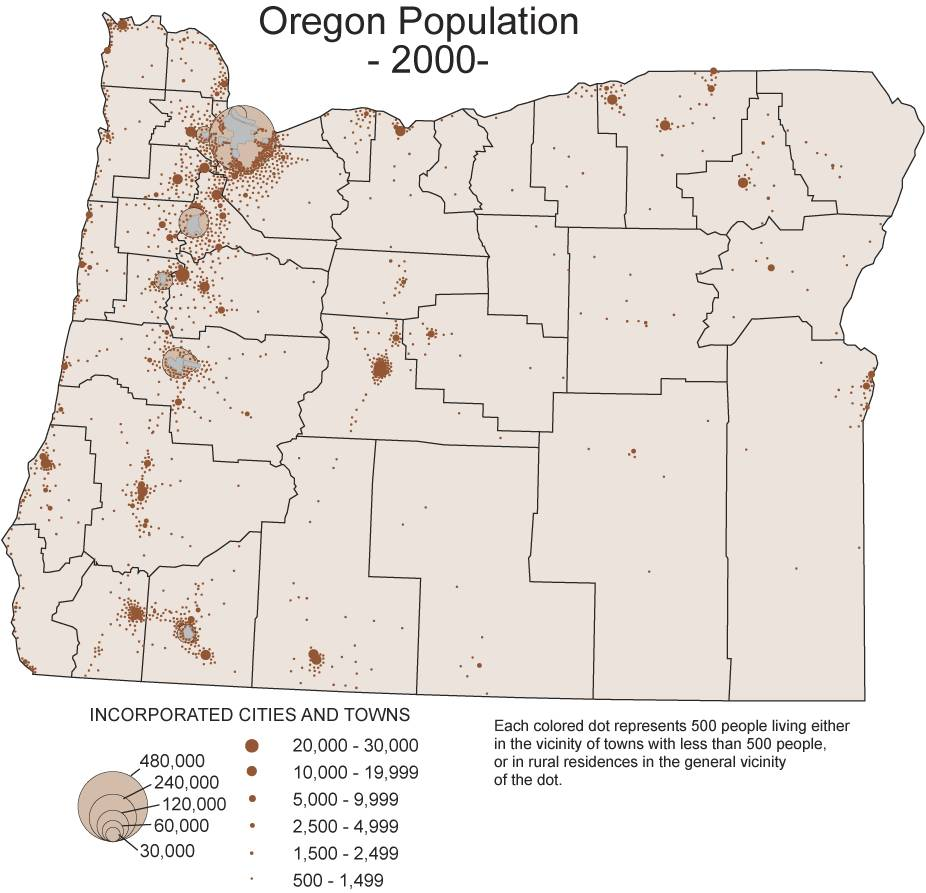 Oregon Population
- 2000-
INCORPORATED CITIES AND TOWNS
480,000
240,000
120,000
60,000
30,000
20,000 - 30,000
10,000 - 19,999
5,000 - 9,999
2,500 - 4,999
1,500 - 2,499
500 - 1,499
Each colored dot represents 500 people living either
in the vicinity of towns with less than 500 people,
or in rural residences in the general vicinity
of the dot.